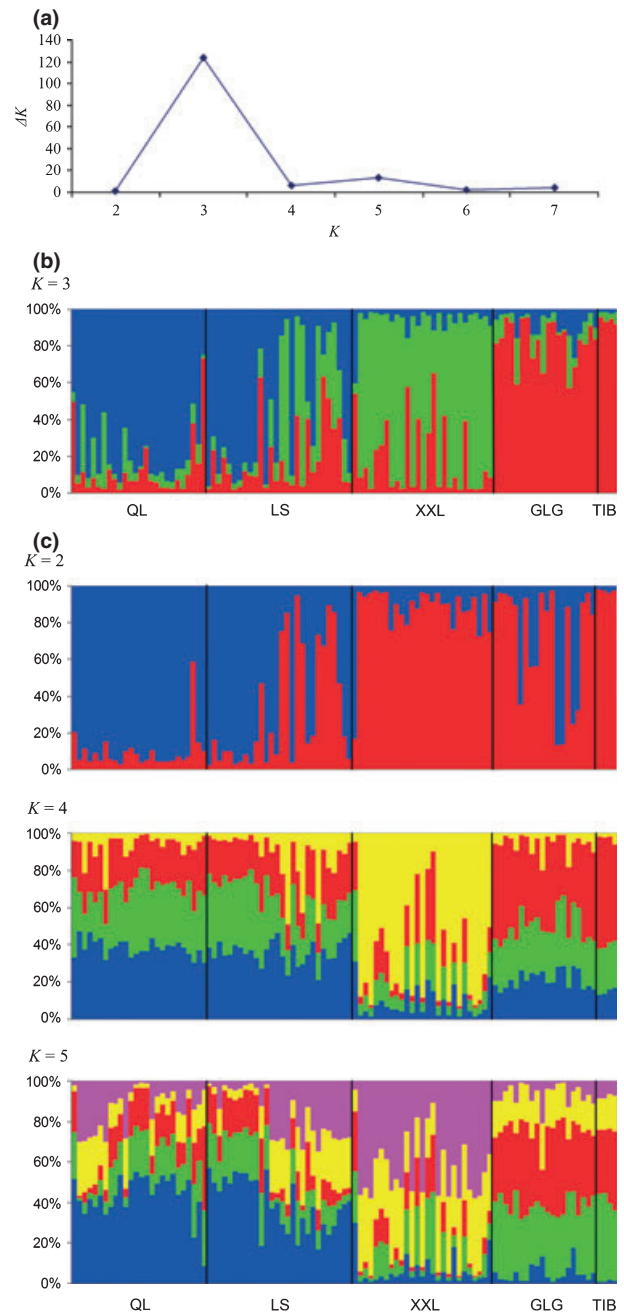 (a)
140
120
100
80
60
40
20
0
ΔK
2 3 4 5 6 7
K
(b)
K = 3
100%
80%
60%
40%
20%
0%
QL LS XXL GLG TIB
(c)
K = 2
100%
80%
60%
40%
20%
0%
K = 4
100%
80%
60%
40%
20%
0%
K = 5
100%
80%
60%
40%
20%
0%
QL LS XXL GLG TIB